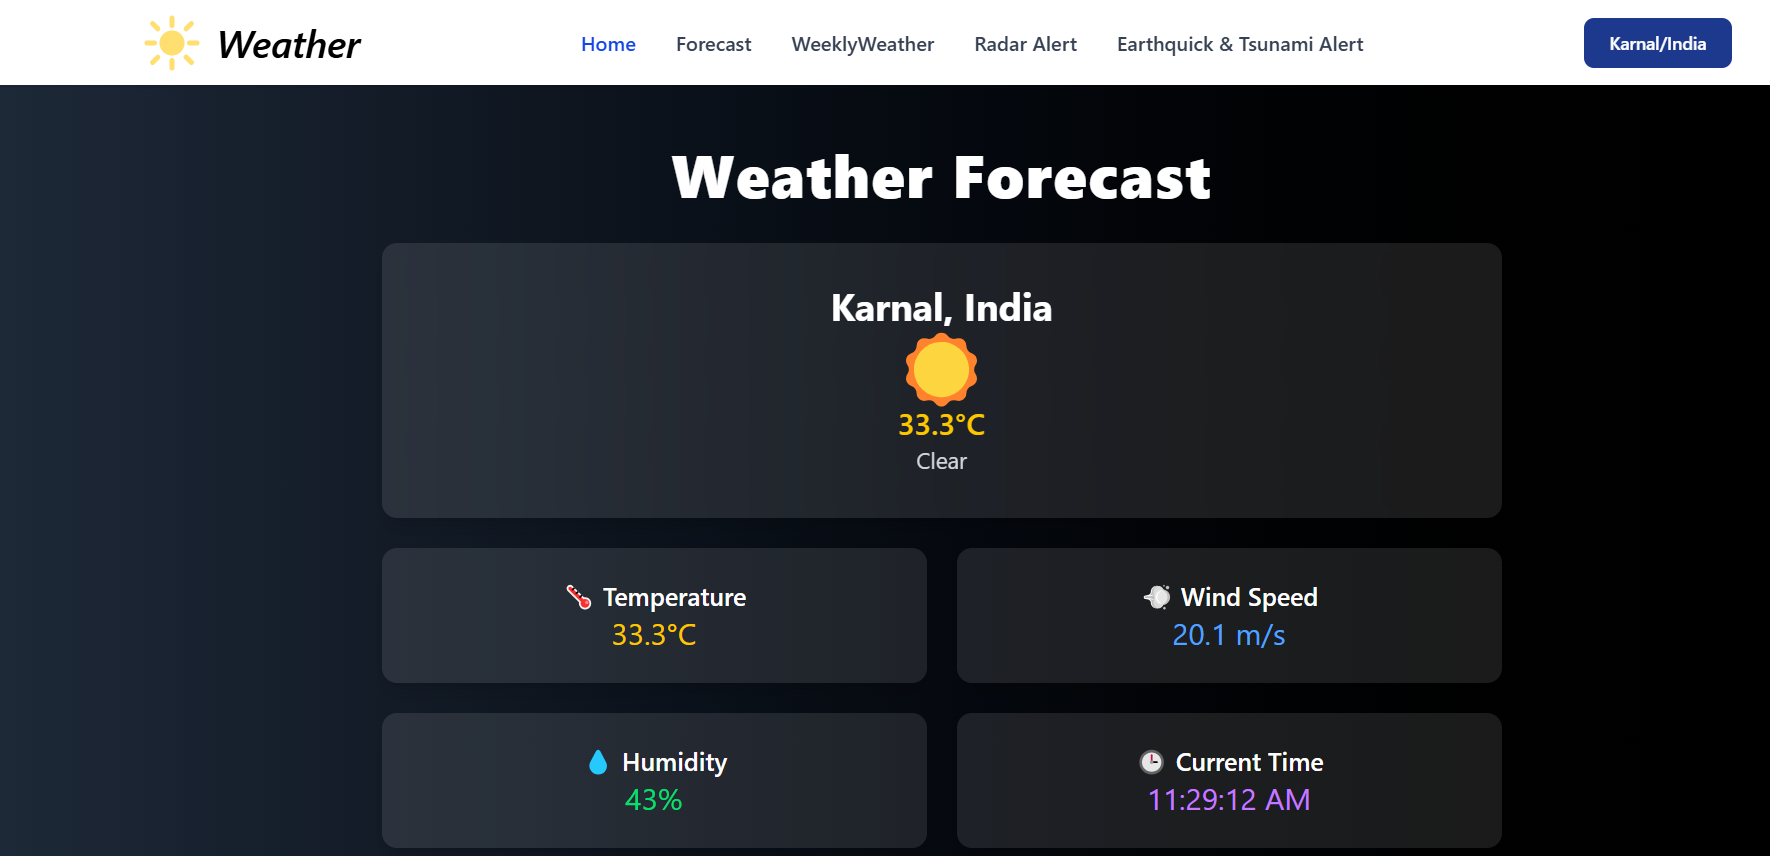 Weather
Home Forecast WeeklyWeather Radar Alert Earthquick & Tsunami Alert
Karnal/India
Weather Forecast
Karnal, India
33.3°C
Clear
Temperature
33.3°C
Wind Speed
20.1 m/s
Humidity
43%
Current Time
11:29:12 AM